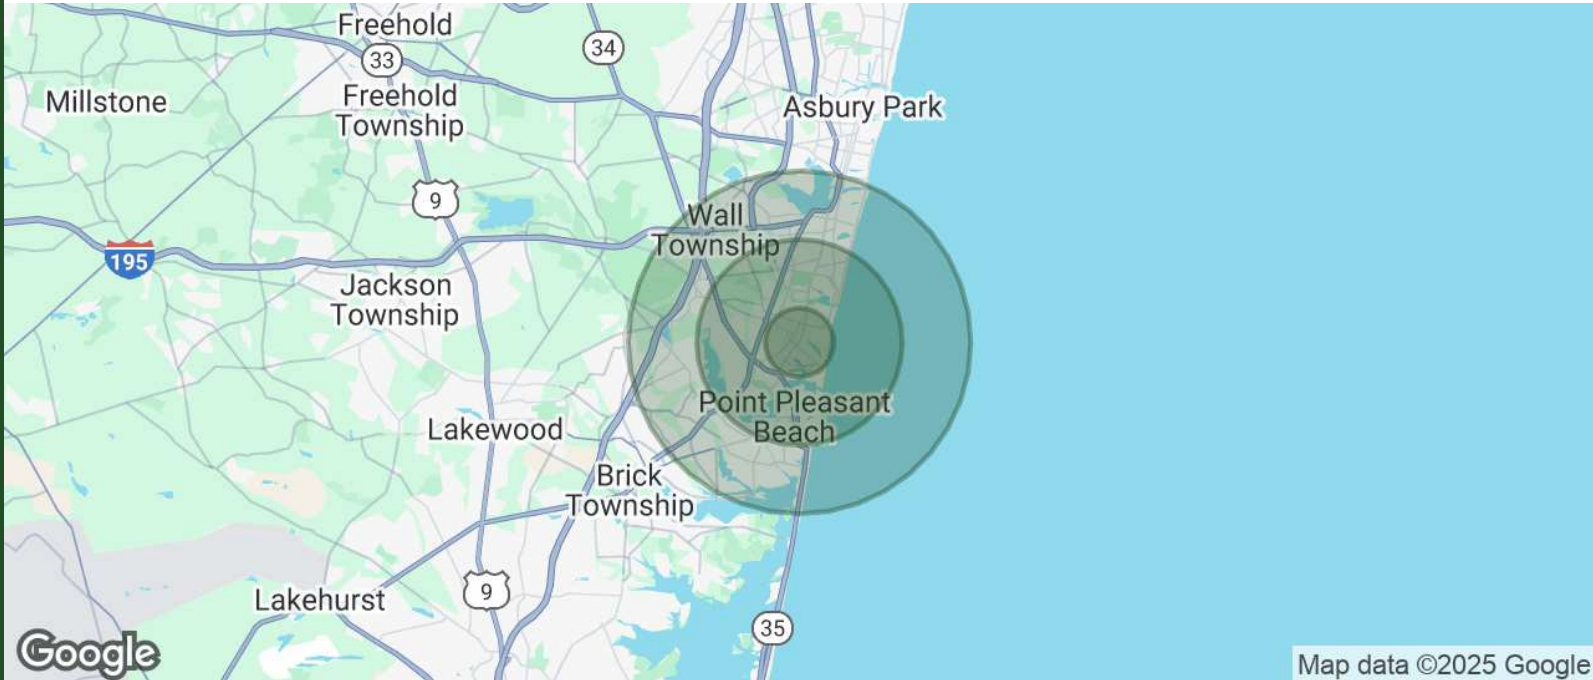 Freehold
33
34
Millstone
Freehold
Township
Asbury Park
9
Wall
Township
195
Jackson
Township
Point Pleasant
Beach
Lakewood
Brick
Township
9
Lakehurst
35
Google
Map data ©2025 Google